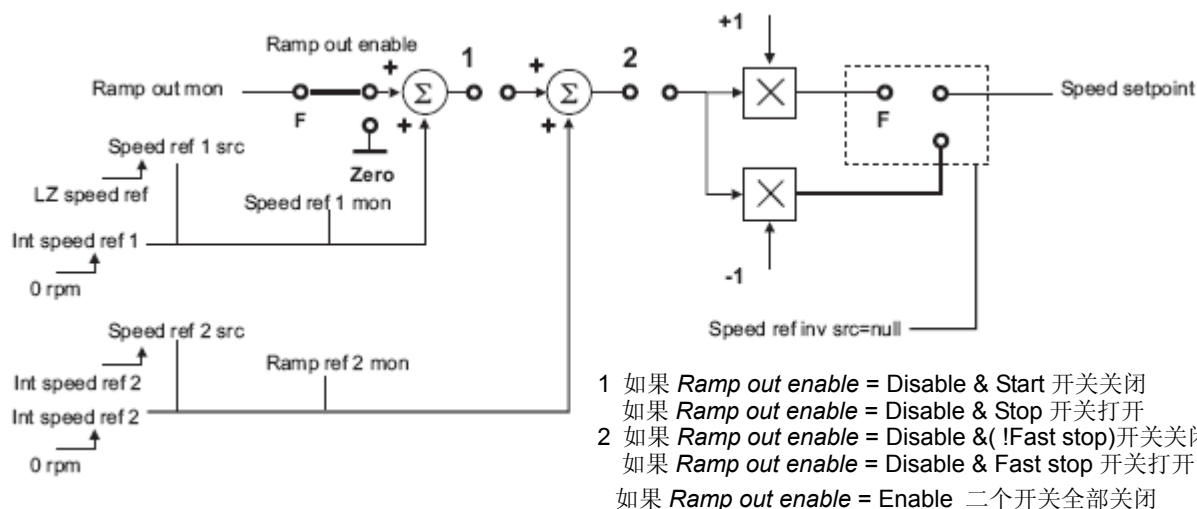 +1
Ramp out enable
1
2
+
+
Ramp out mon
Σ
Σ
Speed setpoint
F
+
+
F
Speed ref 1 src
Zero
LZ speed ref
Speed ref 1 mon
Int speed ref 1
0 rpm
-1
Speed ref 2 src
Speed ref inv src=null
Ramp ref 2 mon
Int speed ref 2
Int speed ref 2
0 rpm
1 如果 Ramp out enable = Disable & Start 开关关闭
如果 Ramp out enable = Disable & Stop 开关打开
2 如果 Ramp out enable = Disable &( !Fast stop)开关关闭
如果 Ramp out enable = Disable & Fast stop 开关打开
如果 Ramp out enable = Enable 二个开关全部关闭